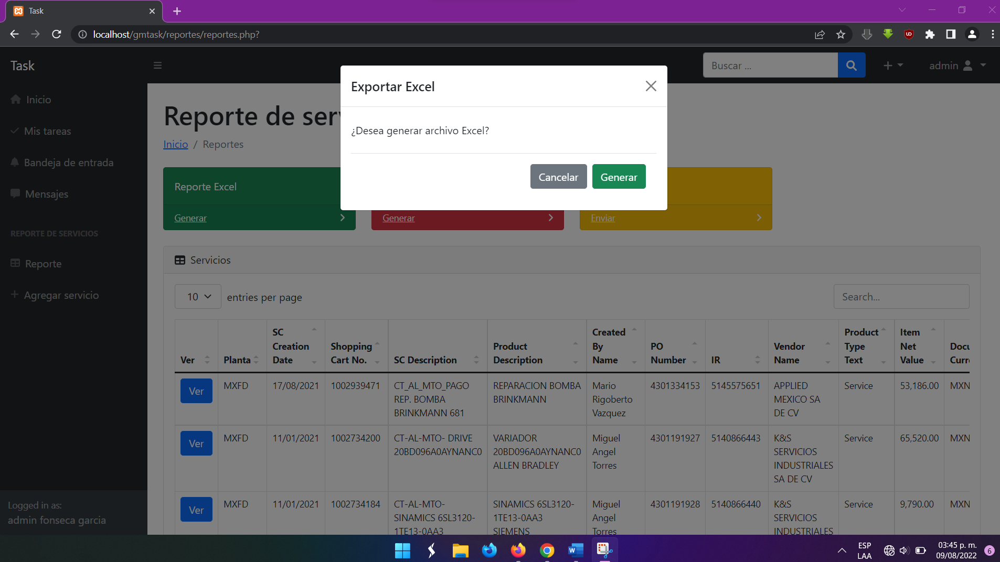 Task
localhost/gmtask/reportes/reportes.php?
Task
Buscar ...
admin
Inicio
Mis tareas
Bandeja de entrada
Mensajes
REPORTE DE SERVICIOS
Reporte
Agregar servicio
Logged in as:
admin fonseca garcia
Exportar Excel
¿Desea generar archivo Excel?
Cancelar
Generar
Reporte de ser
Inicio / Reportes
Reporte Excel
Generar
Generar
Enviar
Servicios
10 entries per page
Search...
Ver
Planta
SC
Creation
Date
Shopping
Cart No.
SC Description
Product
Description
Created
By
Name
PO
Number
IR
Vendor
Name
Product
Type
Text
Item
Net
Value
Docu
Curr
Ver
MXFD
17/08/2021
1002939471
CT_AL_MTO_PAGO
REP. BOMBA
BRINKMANN 681
REPARACION BOMBA
BRINKMANN
Mario
Rigoberto
Vazquez
4301334153
5145575651
APPLIED
MEXICO SA
DE CV
Service
53,186.00
MXN
Ver
MXFD
11/01/2021
1002734200
CT-AL-MTO- DRIVE
20BD096A0AYNANC0
VARIADOR
20BD096A0AYNANC0
ALLEN BRADLEY
Miguel
Angel
Torres
4301191927
5140866443
K&S
SERVICIOS
INDUSTRIALES
SA DE CV
Service
65,520.00
MXN
Ver
MXFD
11/01/2021
1002734184
CT-AL-MTO-
SINAMICS 6SL3120-
1TE13-0AA3
SINAMICS 6SL3120-
1TE13-0AA3
SIEMENS
Miguel
Angel
Torres
4301191928
5140866440
K&S
SERVICIOS
INDUSTRIALES
Service
9,790.00
MXN
ESP
LAA
03:45 p. m.
09/08/2022
6